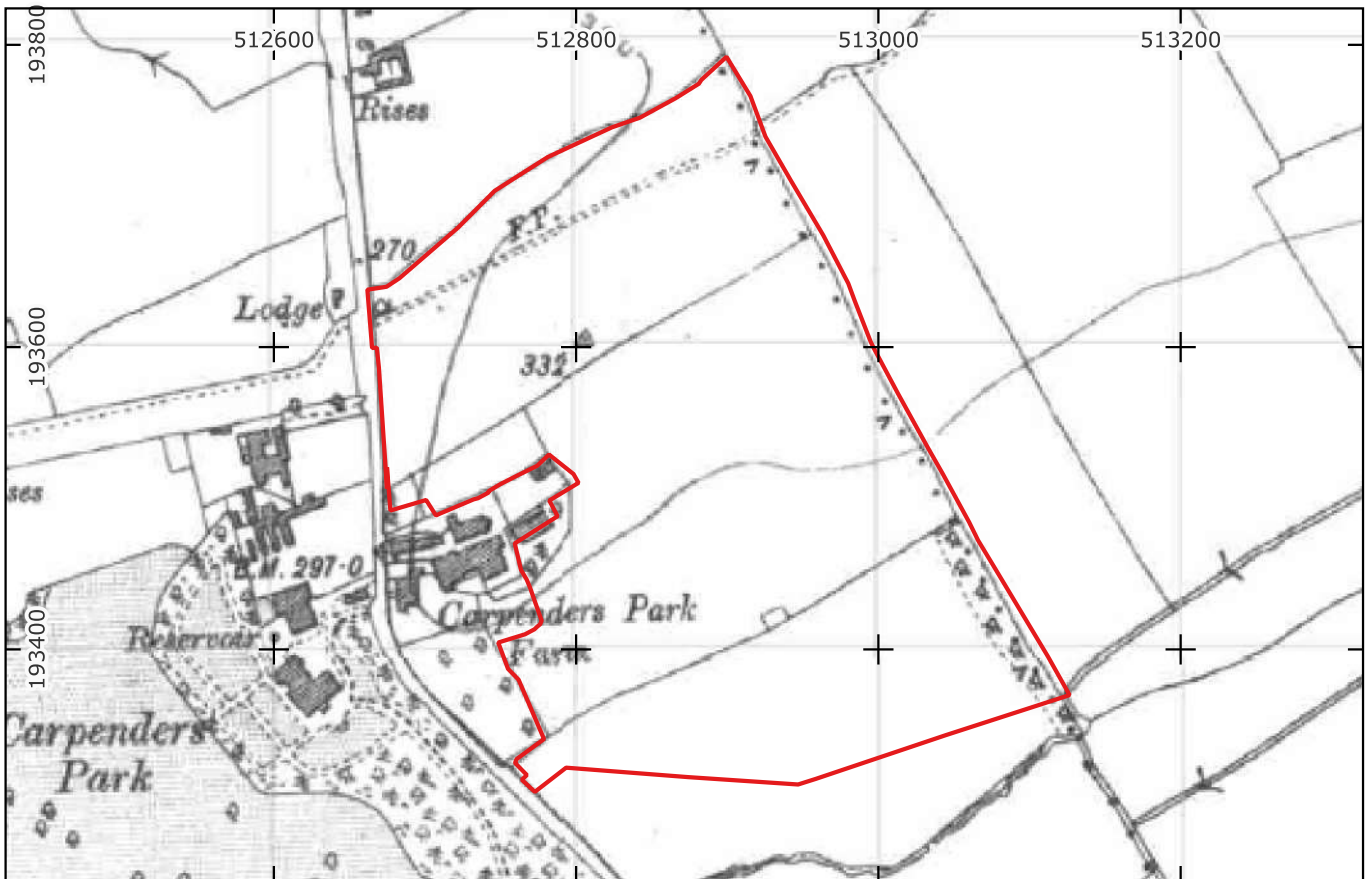 193800
512600
512800
513000
513200
Rises
300
F.P.
270
Lodge
193600
332
ses
B.M. 297·0
Carpenders Park
Farm
Reservoir
193400
Carpenders
Park